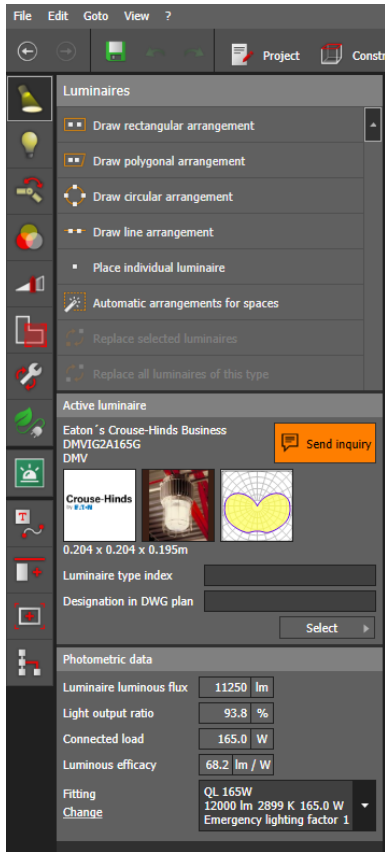 File Edit Goto View ?
Project Constr
Luminaires
Draw rectangular arrangement
Draw polygonal arrangement
Draw circular arrangement
Draw line arrangement
Place individual luminaire
Automatic arrangements for spaces
Replace selected luminaires
Replace all luminaires of this type
Active luminaire
Eaton´s Crouse-Hinds Business
DMVIG2A165G
DMV
Send inquiry
Crouse-Hinds
by EATON
0.204 x 0.204 x 0.195m
Luminaire type index
Designation in DWG plan
Select
Photometric data
Luminaire luminous flux 11250 lm
Light output ratio 93.8 %
Connected load 165.0 W
Luminous efficacy 68.2 lm / W
Fitting QL 165W
Change 12000 lm 2899 K 165.0 W
Emergency lighting factor 1
T